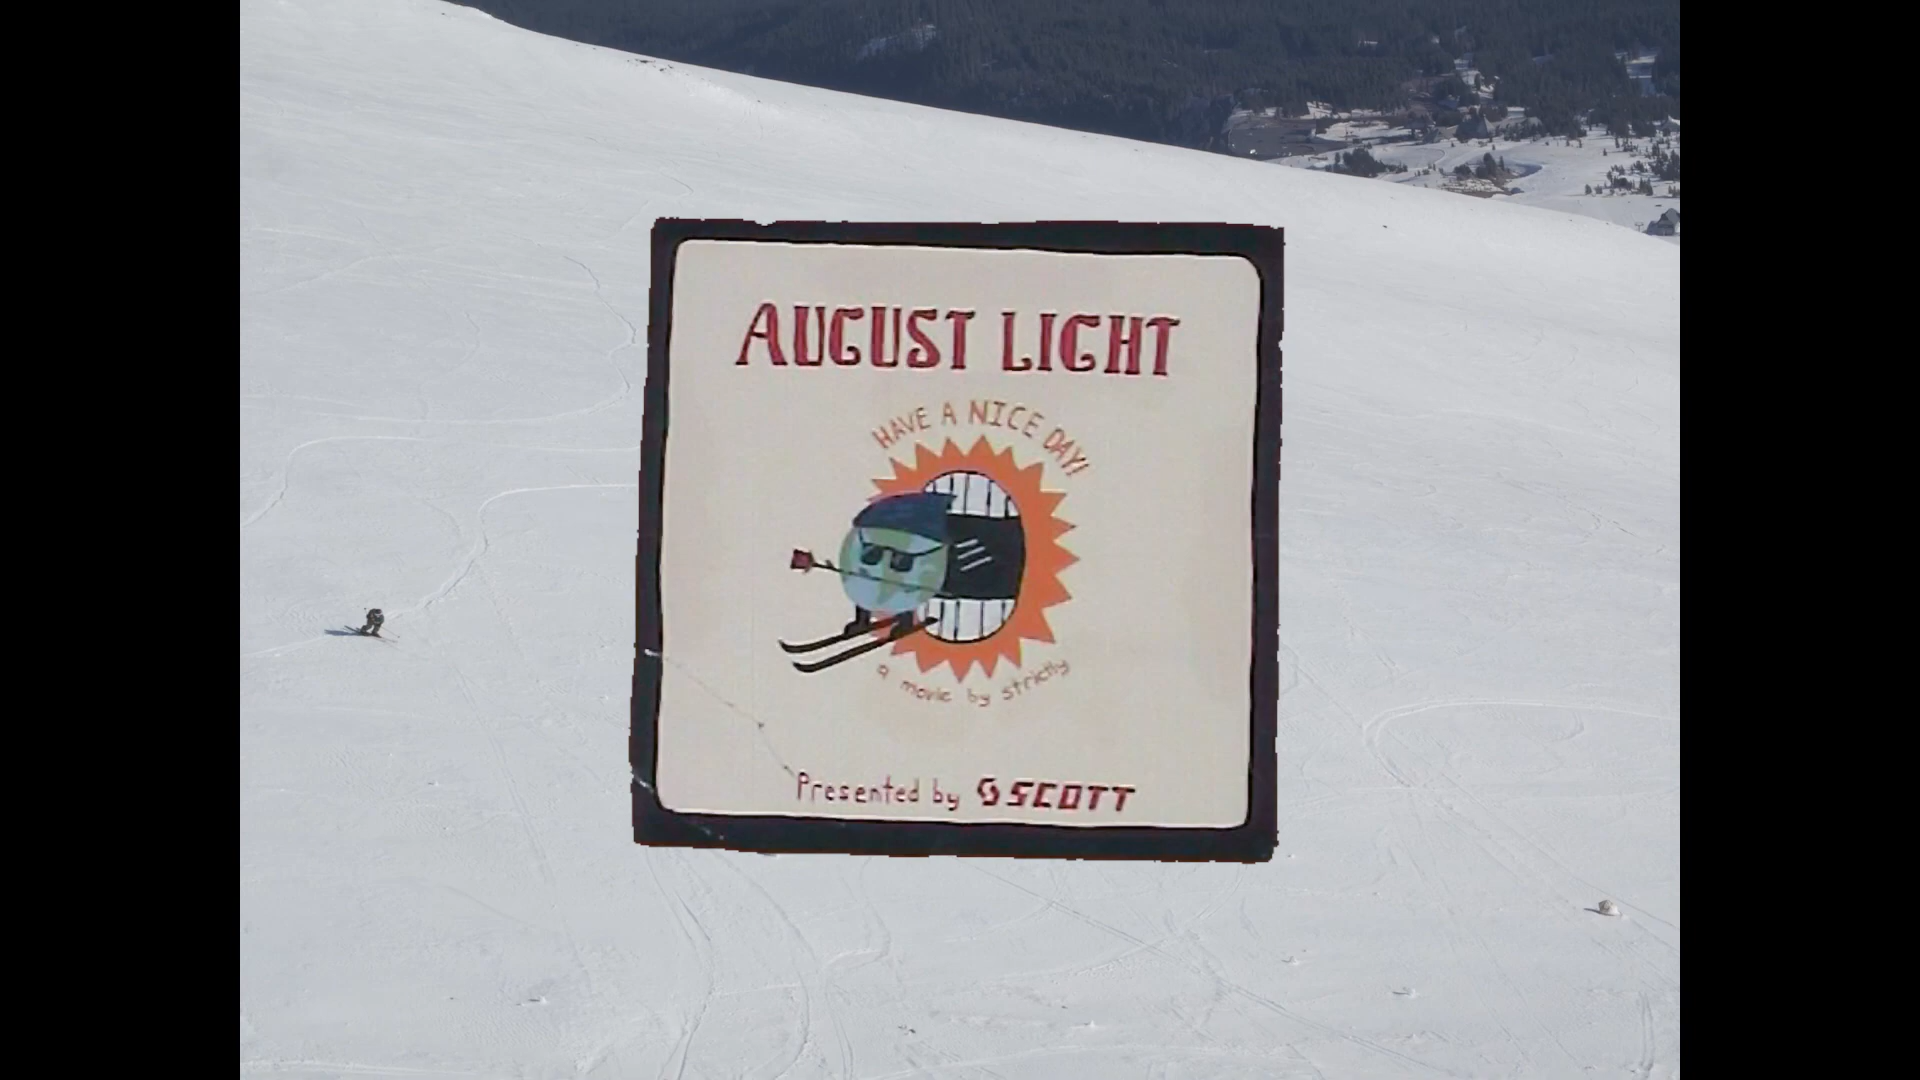 AUGUST LIGHT
HAVE A NICE DAY!
a movie by strictly
Presented by SCOTT